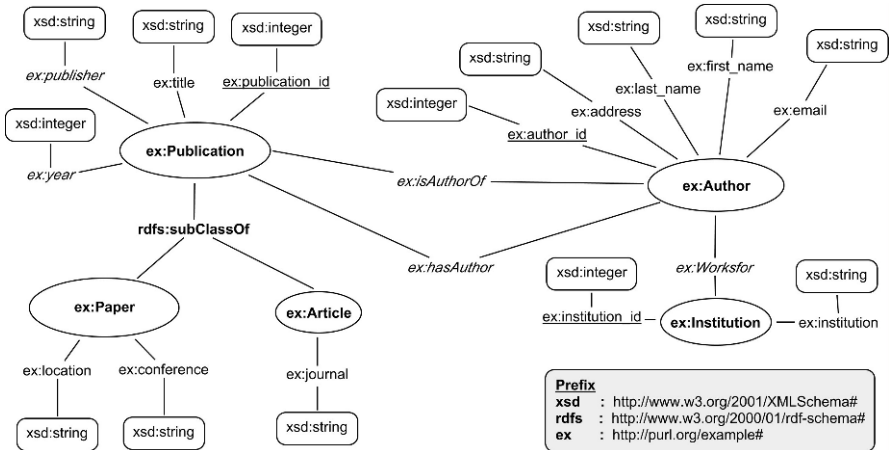 xsd:string
xsd:string
xsd:integer
ex:publisher
ex:title
ex:publication_id
xsd:integer
ex:year
ex:Publication
xsd:string
xsd:string
xsd:string
xsd:string
xsd:integer
ex:first_name
ex:last_name
ex:address
ex:email
ex:author_id
ex:isAuthorOf
ex:Author
rdfs:subClassOf
ex:hasAuthor
ex:Worksfor
xsd:integer
xsd:string
ex:Paper
ex:Article
ex:institution_id
ex:Institution
ex:institution
ex:location
ex:conference
ex:journal
xsd:string
xsd:string
xsd:string
Prefix
xsd : http://www.w3.org/2001/XMLSchema#
rdfs : http://www.w3.org/2000/01/rdf-schema#
ex : http://purl.org/example#